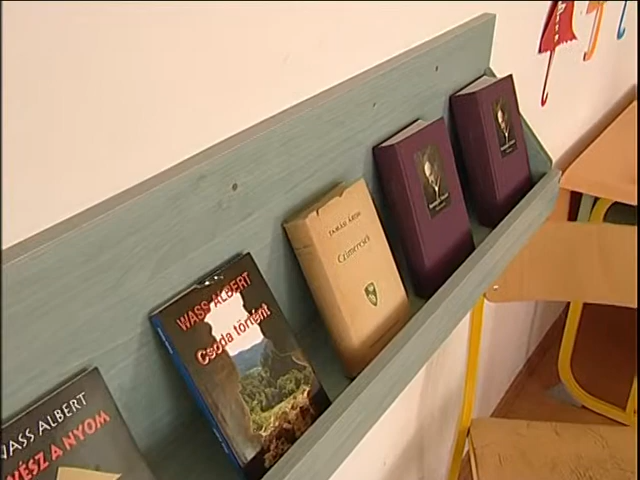 WASS ALBERT
VÉSZ A NYOM
WASS ALBERT
Csoda történt
TAMÁSI ÁRON
Czimeresek